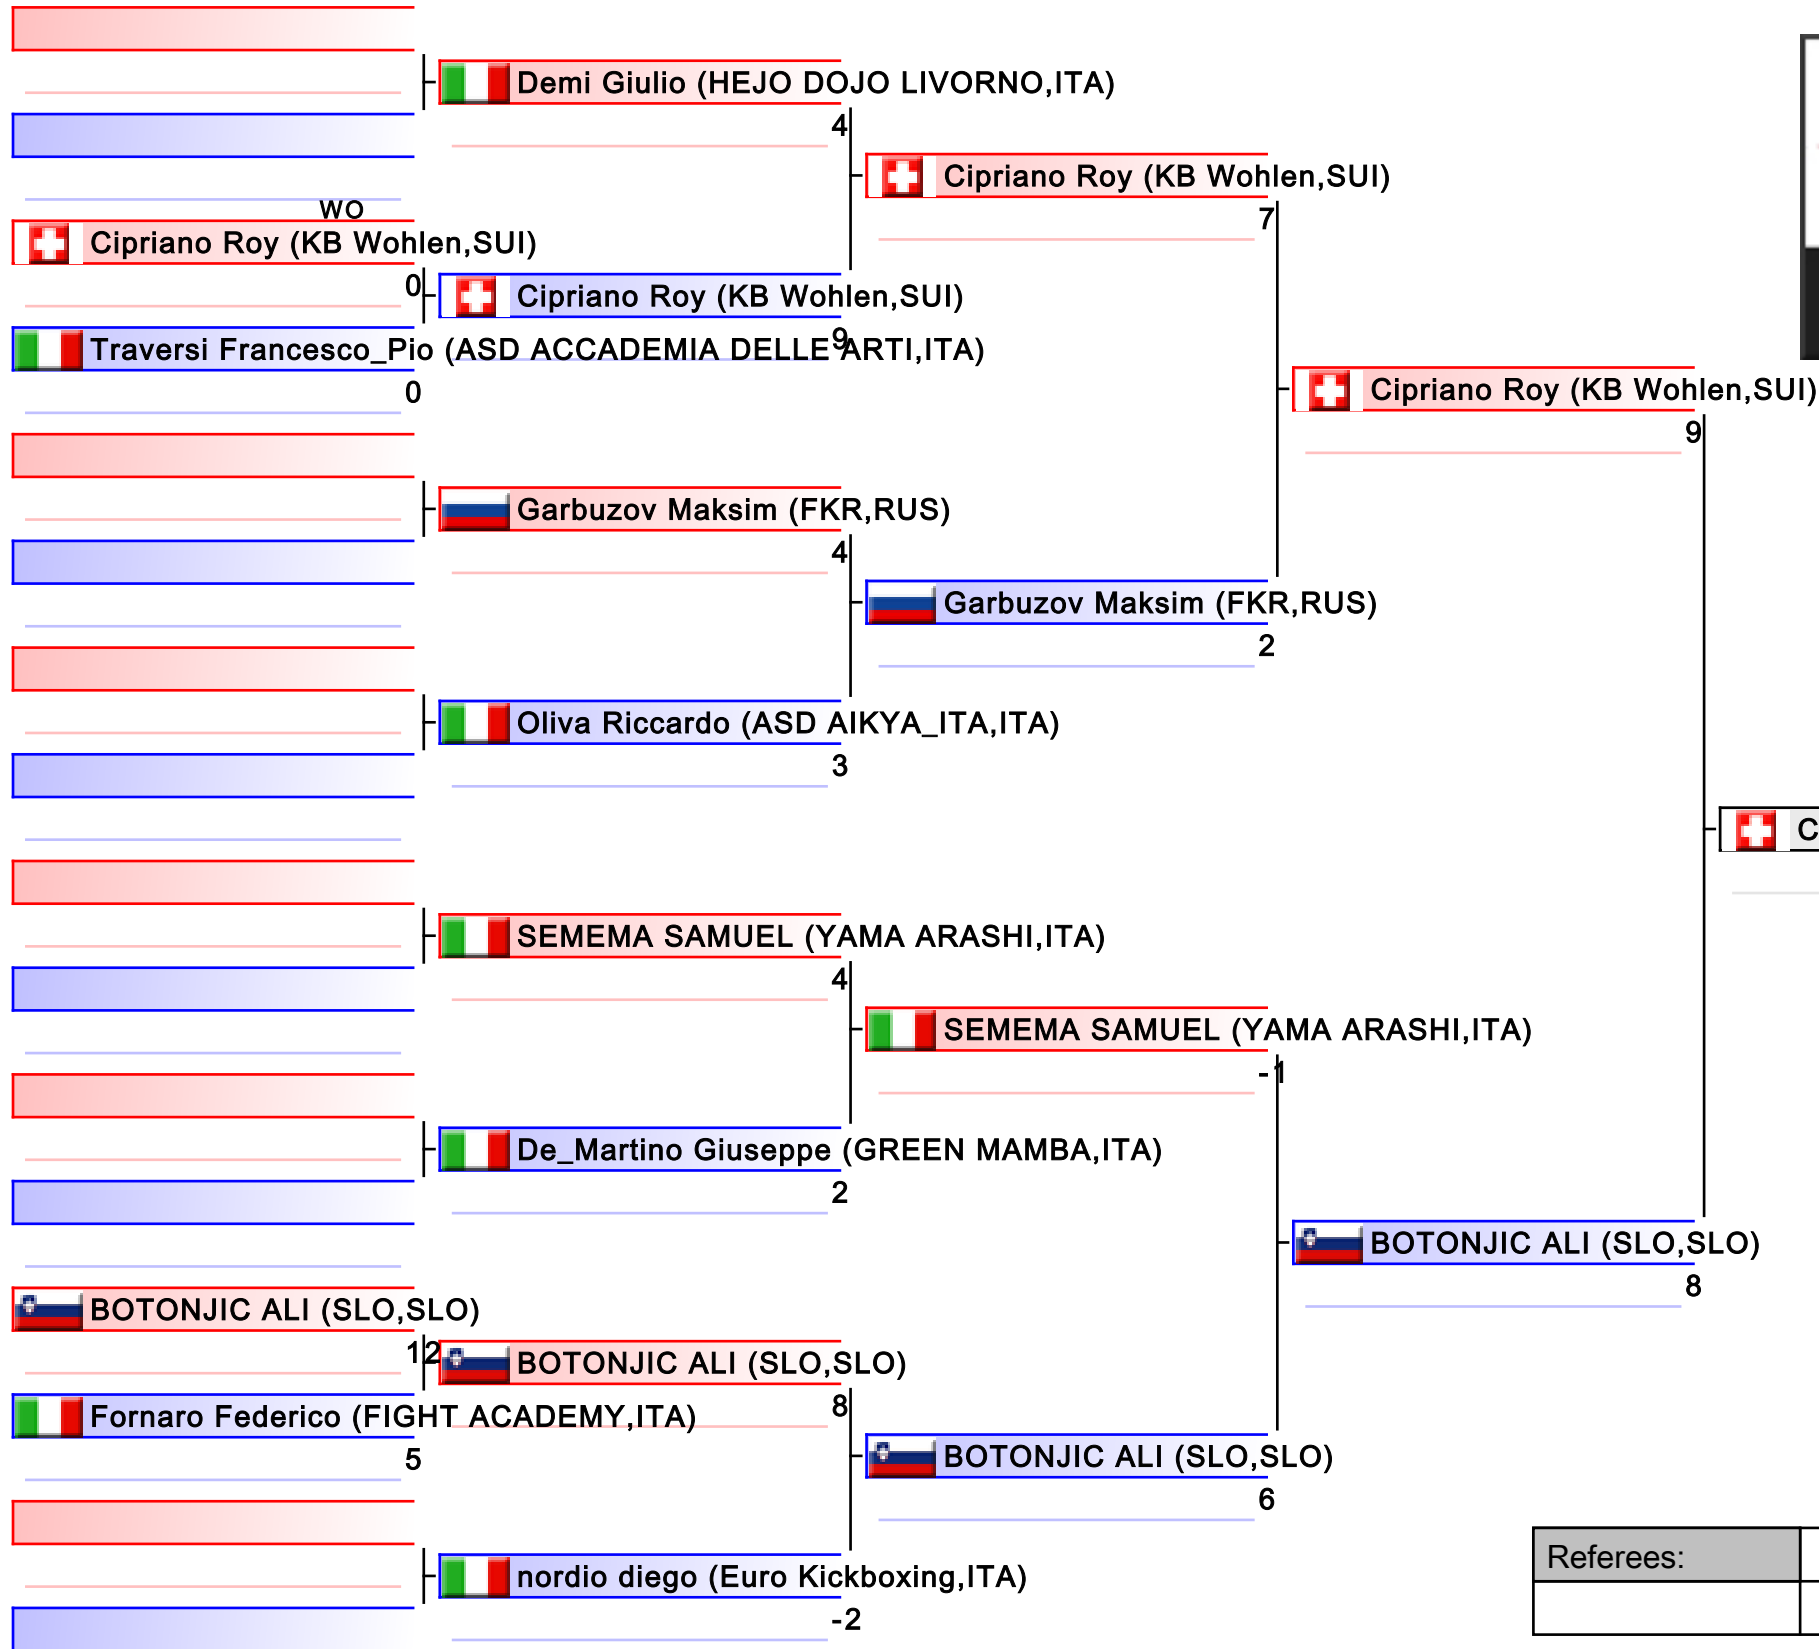 Demi Giulio (HEJO DOJO LIVORNO,ITA)
4
Cipriano Roy (KB Wohlen,SUI)
7
WO
Cipriano Roy (KB Wohlen,SUI)
0
Cipriano Roy (KB Wohlen,SUI)
9
Traversi Francesco_Pio (ASD ACCADEMIA DELLE ARTI,ITA)
0
Cipriano Roy (KB Wohlen,SUI)
9
Garbuzov Maksim (FKR,RUS)
4
Garbuzov Maksim (FKR,RUS)
2
Oliva Riccardo (ASD AIKYA_ITA,ITA)
3
C
SEMEMA SAMUEL (YAMA ARASHI,ITA)
4
SEMEMA SAMUEL (YAMA ARASHI,ITA)
-1
De_Martino Giuseppe (GREEN MAMBA,ITA)
2
BOTONJIC ALI (SLO,SLO)
8
BOTONJIC ALI (SLO,SLO)
12
BOTONJIC ALI (SLO,SLO)
8
Fornaro Federico (FIGHT ACADEMY,ITA)
5
BOTONJIC ALI (SLO,SLO)
6
nordio diego (Euro Kickboxing,ITA)
-2
Referees: